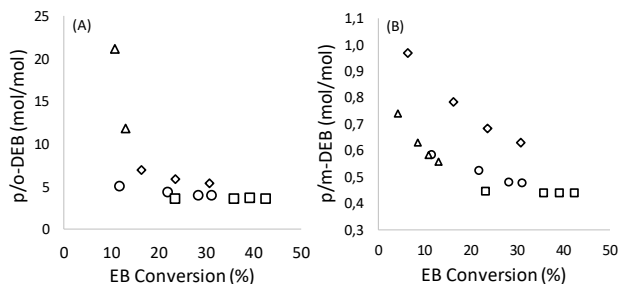 (A)
p/o-DEB (mol/mol)
25
20
15
10
5
0
0 10 20 30 40 50
EB Conversion (%)
(B)
p/m-DEB (mol/mol)
1,1
1,0
0,9
0,8
0,7
0,6
0,5
0,4
0,3
0 10 20 30 40 50
EB Conversion (%)